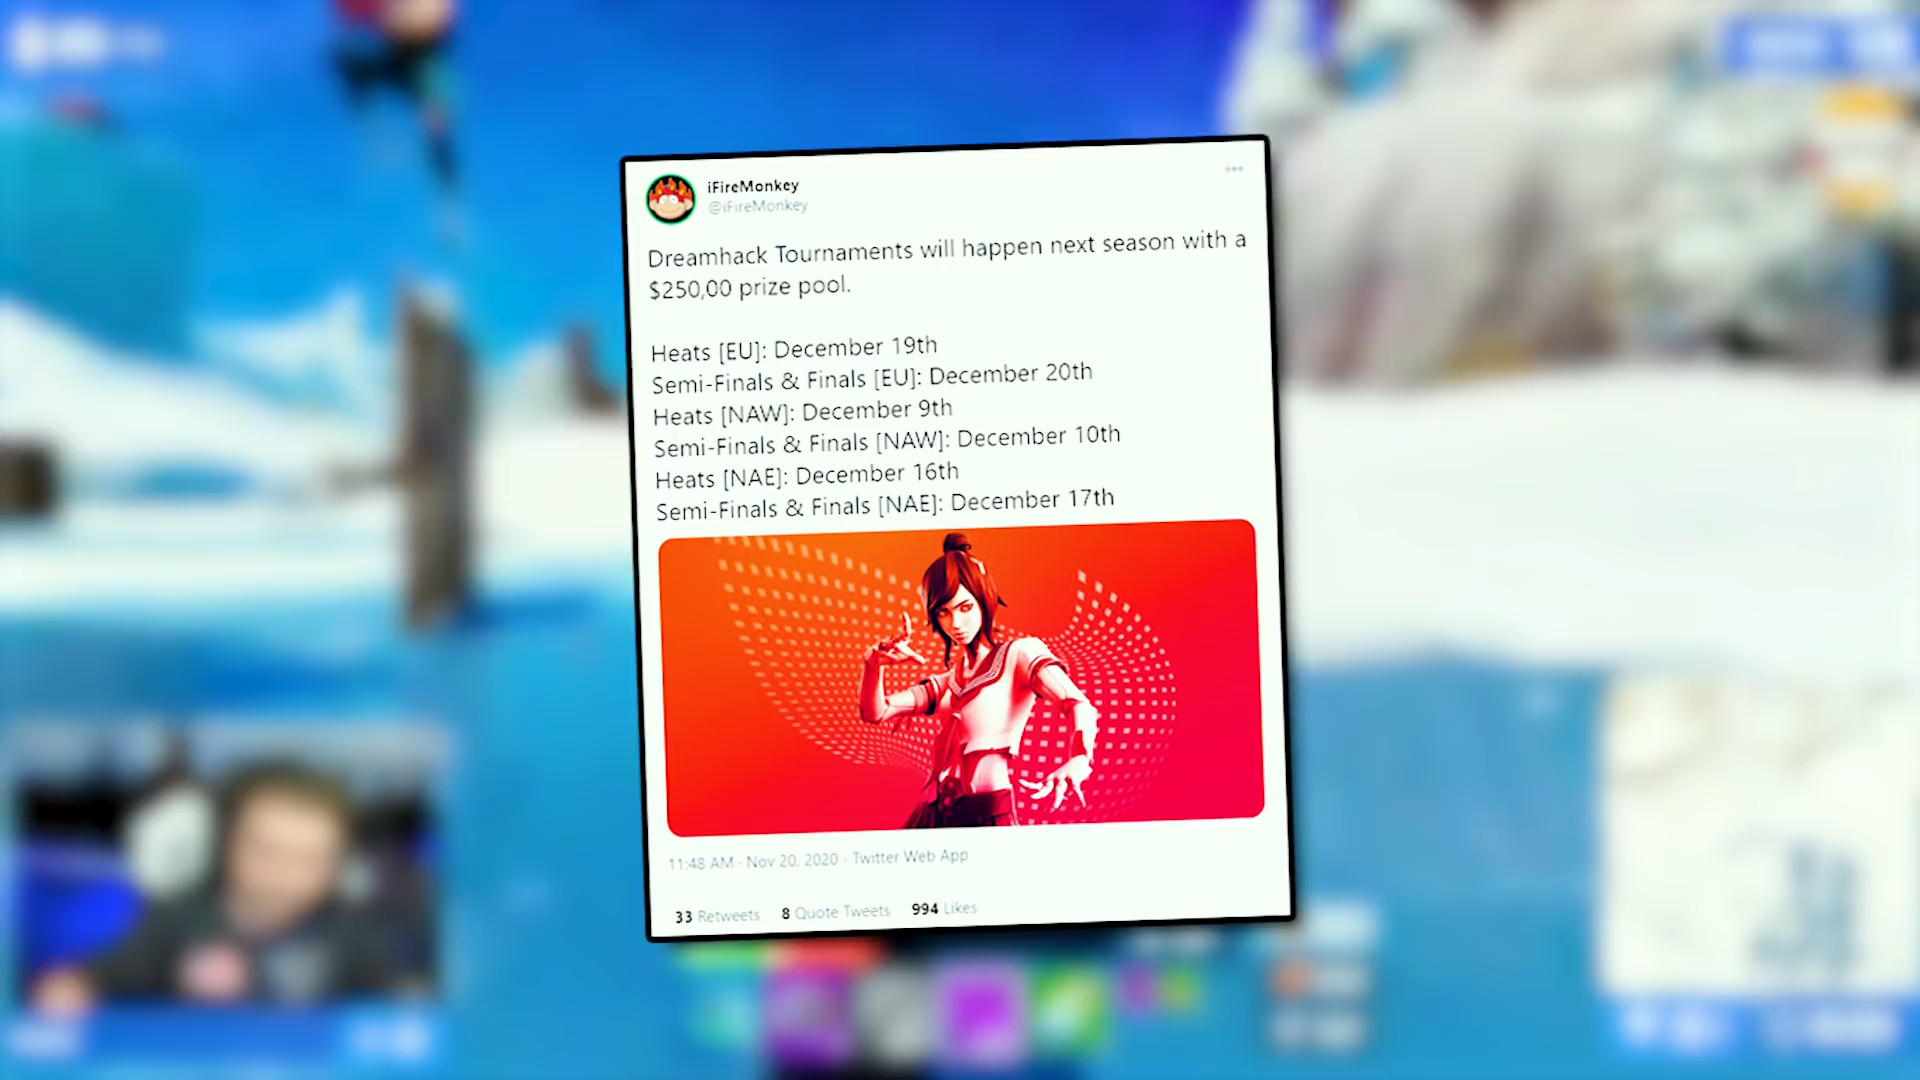 iFireMonkey
@iFireMonkey
Dreamhack Tournaments will happen next season with a
$250,00 prize pool.
Heats [EU]: December 19th
Semi-Finals & Finals [EU]: December 20th
Heats [NAW]: December 9th
Semi-Finals & Finals [NAW]: December 10th
Heats [NAE]: December 16th
Semi-Finals & Finals [NAE]: December 17th
11:48 AM · Nov 20, 2020 · Twitter Web App
33 Retweets 8 Quote Tweets 994 Likes